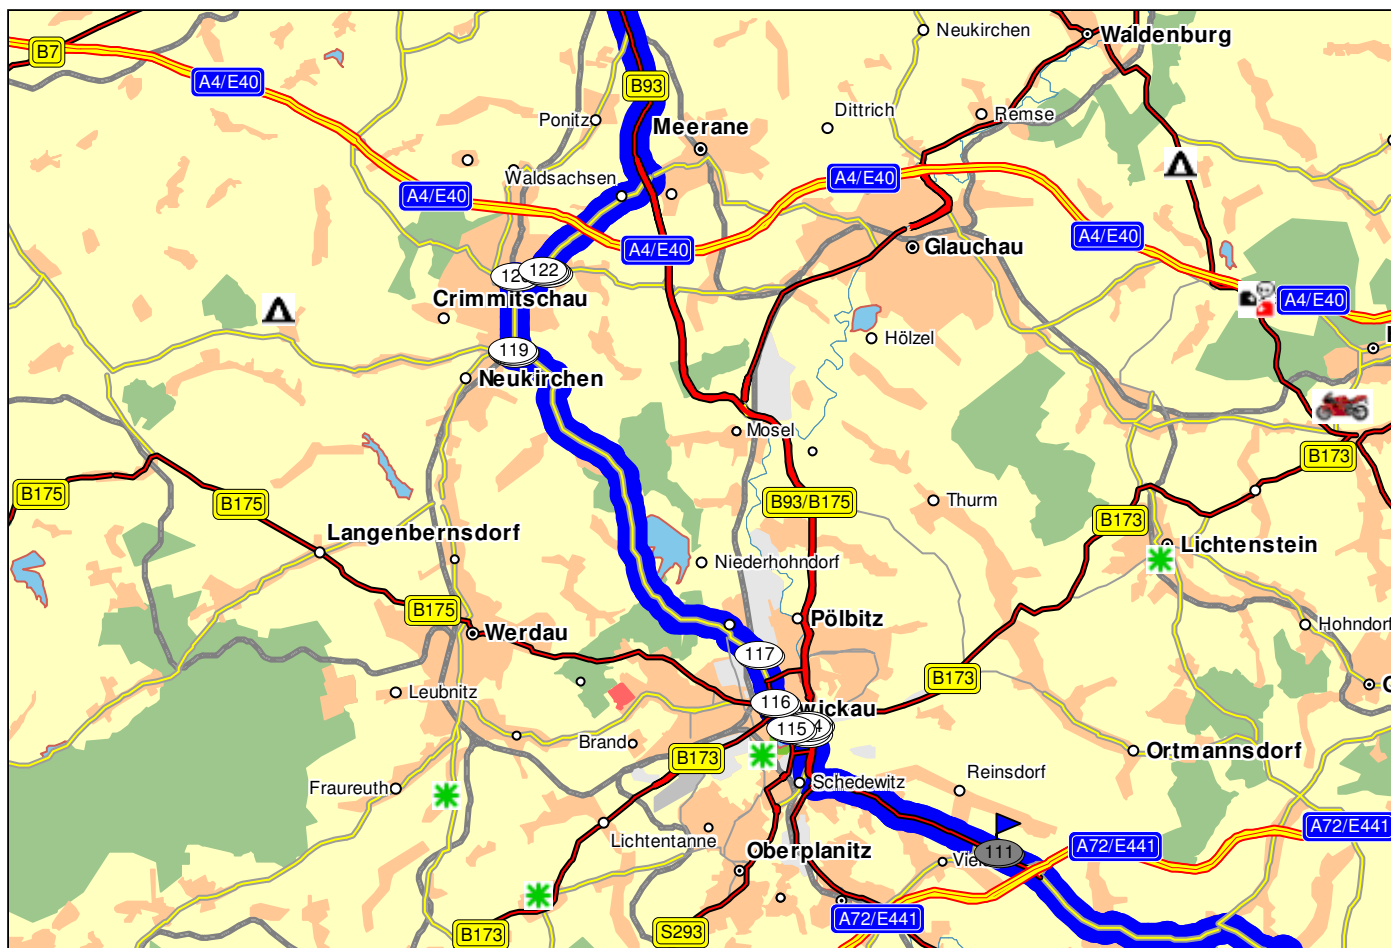 Neukirchen
Waldenburg
B7
A4/E40
B93
Dittrich
Remse
Ponitz
Meerane
Waldsachsen
A4/E40
A4/E40
A4/E40
A4/E40
Glauchau
122
Crimmitschau
A4/E40
Hölzel
119
Neukirchen
Mosel
B173
B175
B175
B93/B175
Thurm
B173
Langenbernsdorf
Lichtenstein
Niederhohndorf
B175
Pölbitz
Hohndorf
Werdau
117
B173
Leubnitz
116
wickau
115
4
Brand
B173
Ortmannsdorf
Reinsdorf
Schedewitz
Fraureuth
A72/E441
Lichtentanne
A72/E441
Oberplanitz
111
Vie
A72/E441
B173
S293